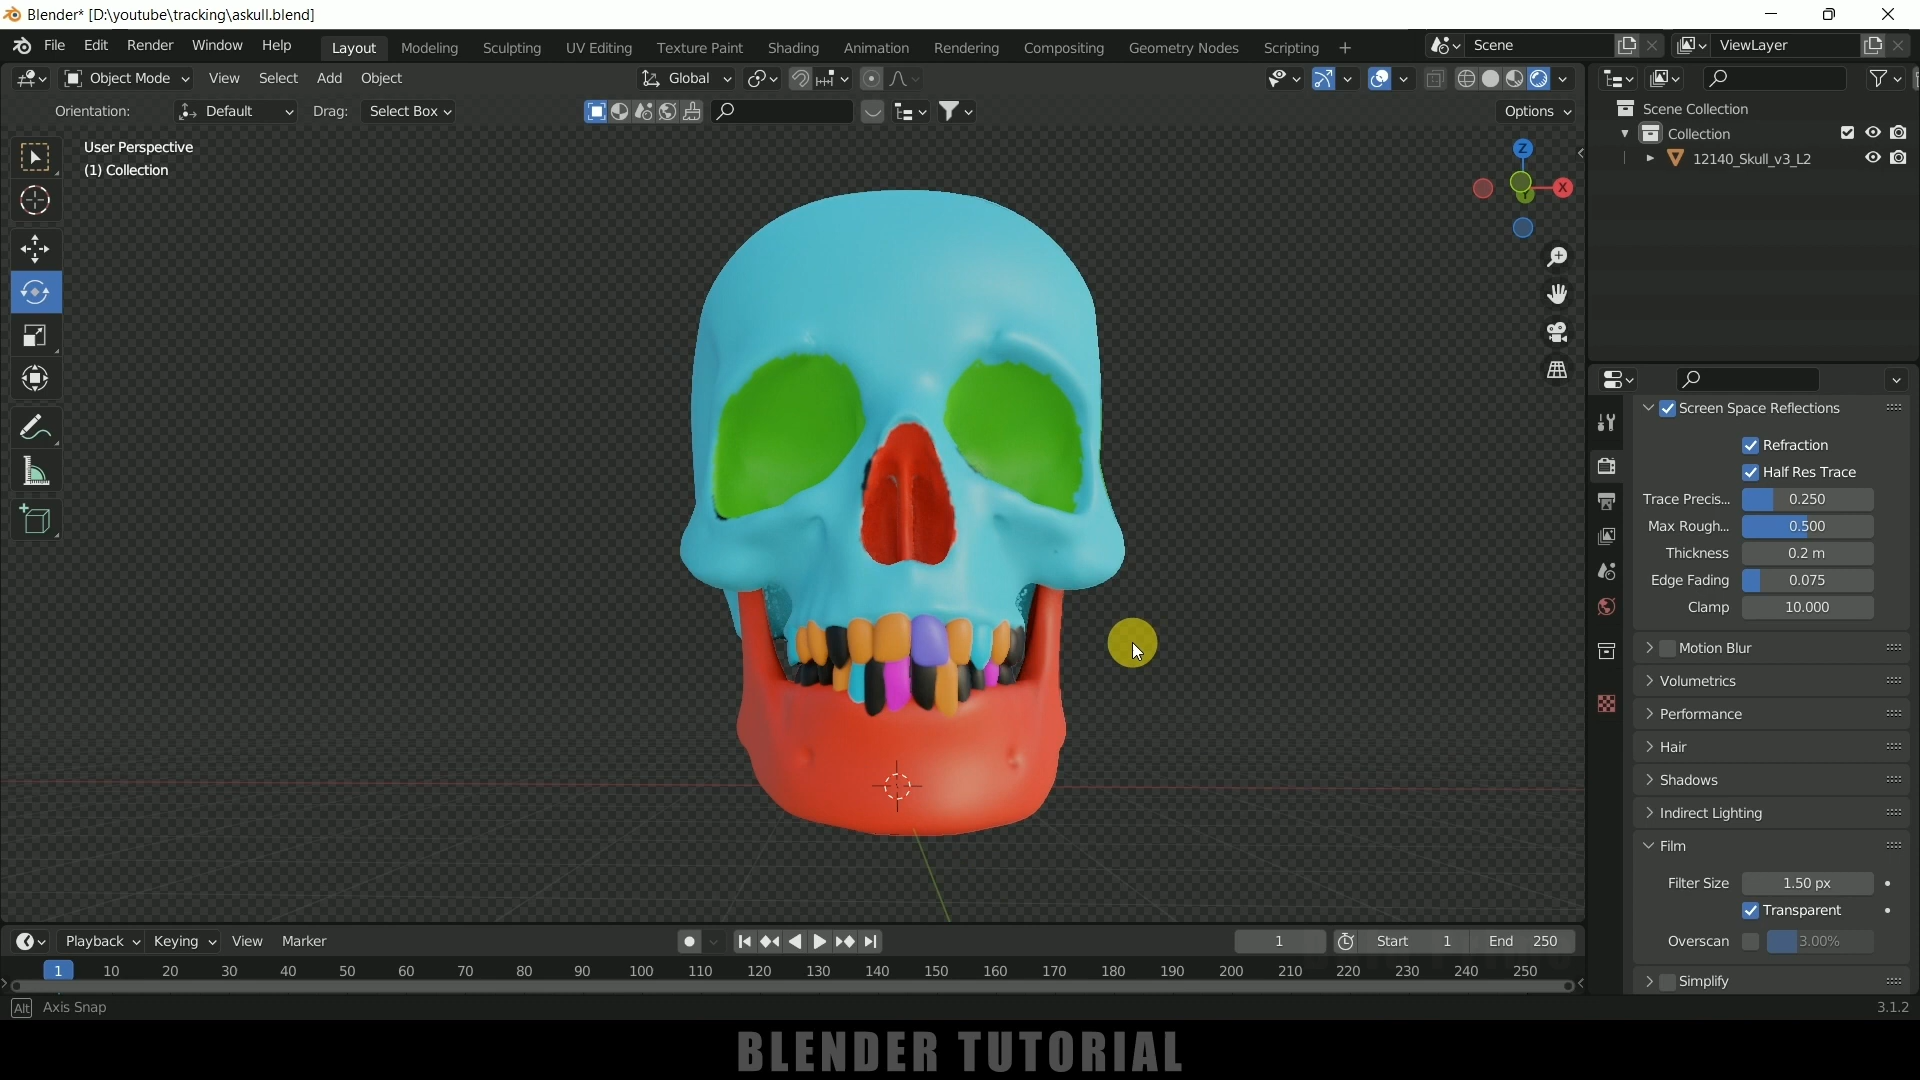 Blender* [D:\youtube\tracking\askull.blend]
File Edit Render Window Help Layout Modeling Sculpting UV Editing Texture Paint Shading Animation Rendering Compositing Geometry Nodes Scripting + Scene ViewLayer
Object Mode View Select Add Object Global
Orientation: Default Drag: Select Box Options
User Perspective
(1) Collection
Z
X
Y
Scene Collection
Collection
12140_Skull_v3_L2
Screen Space Reflections
Refraction
Half Res Trace
Trace Precis... 0.250
Max Rough... 0.500
Thickness 0.2 m
Edge Fading 0.075
Clamp 10.000
Motion Blur
Volumetrics
Performance
Hair
Shadows
Indirect Lighting
Film
Filter Size 1.50 px
Transparent
Overscan 3.00%
Simplify
Playback Keying View Marker 1 Start 1 End 250
1 10 20 30 40 50 60 70 80 90 100 110 120 130 140 150 160 170 180 190 200 210 220 230 240 250
Alt Axis Snap 3.1.2
BLENDER TUTORIAL